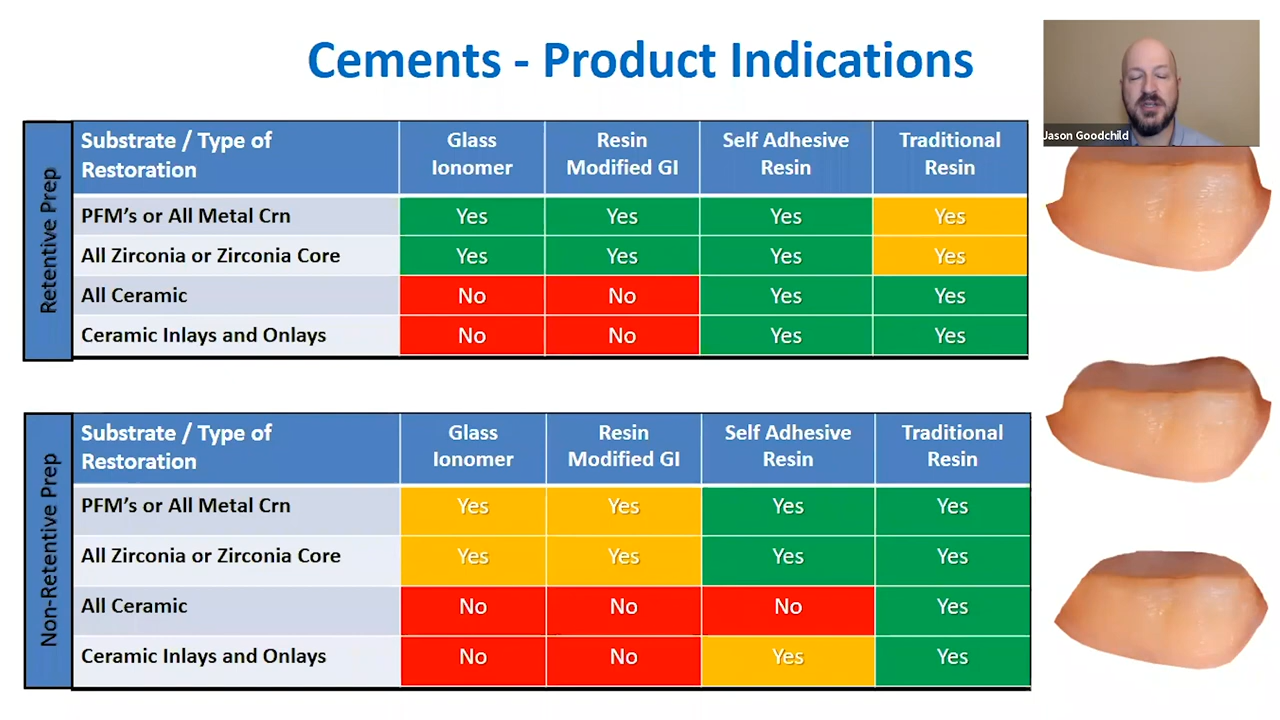 Cements - Product Indications
Jason Goodchild
Retentive Prep
Substrate / Type of
Restoration
Glass
Ionomer
Resin
Modified GI
Self Adhesive
Resin
Traditional
Resin
PFM's or All Metal Crn
Yes
Yes
Yes
Yes
All Zirconia or Zirconia Core
Yes
Yes
Yes
Yes
All Ceramic
No
No
Yes
Yes
Ceramic Inlays and Onlays
No
No
Yes
Yes
Non-Retentive Prep
Substrate / Type of
Restoration
Glass
Ionomer
Resin
Modified GI
Self Adhesive
Resin
Traditional
Resin
PFM's or All Metal Crn
Yes
Yes
Yes
Yes
All Zirconia or Zirconia Core
Yes
Yes
Yes
Yes
All Ceramic
No
No
No
Yes
Ceramic Inlays and Onlays
No
No
Yes
Yes